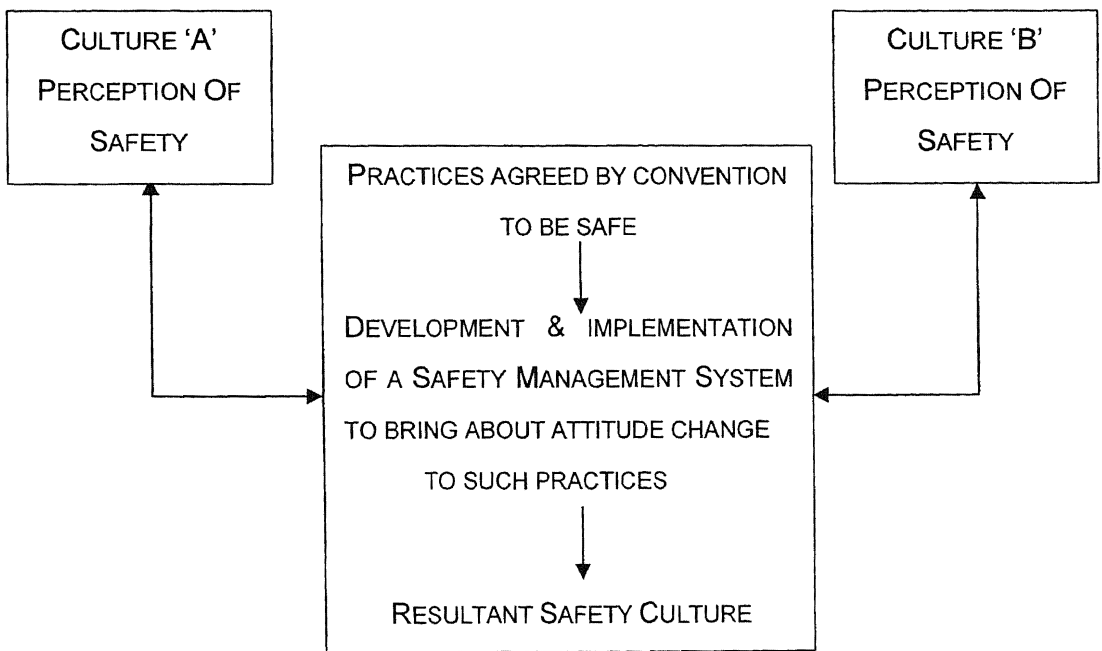 CULTURE ‘A’
PERCEPTION OF
SAFETY
CULTURE ‘B’
PERCEPTION OF
SAFETY
PRACTICES AGREED BY CONVENTION
TO BE SAFE
DEVELOPMENT & IMPLEMENTATION
OF A SAFETY MANAGEMENT SYSTEM
TO BRING ABOUT ATTITUDE CHANGE
TO SUCH PRACTICES
RESULTANT SAFETY CULTURE